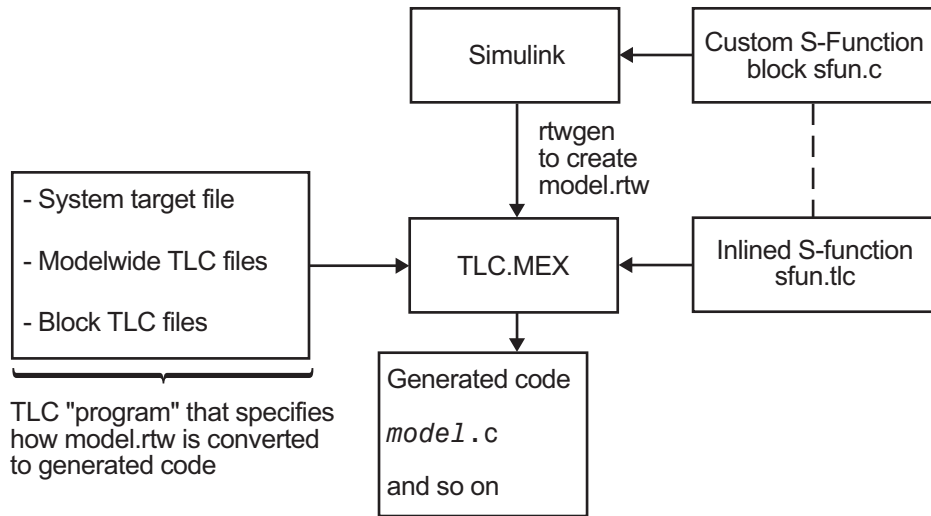 Simulink
Custom S-Function
block sfun.c
rtwgen
to create
model.rtw
- System target file
- Modelwide TLC files
- Block TLC files
TLC.MEX
Inlined S-function
sfun.tlc
TLC "program" that specifies
how model.rtw is converted
to generated code
Generated code
model.c
and so on